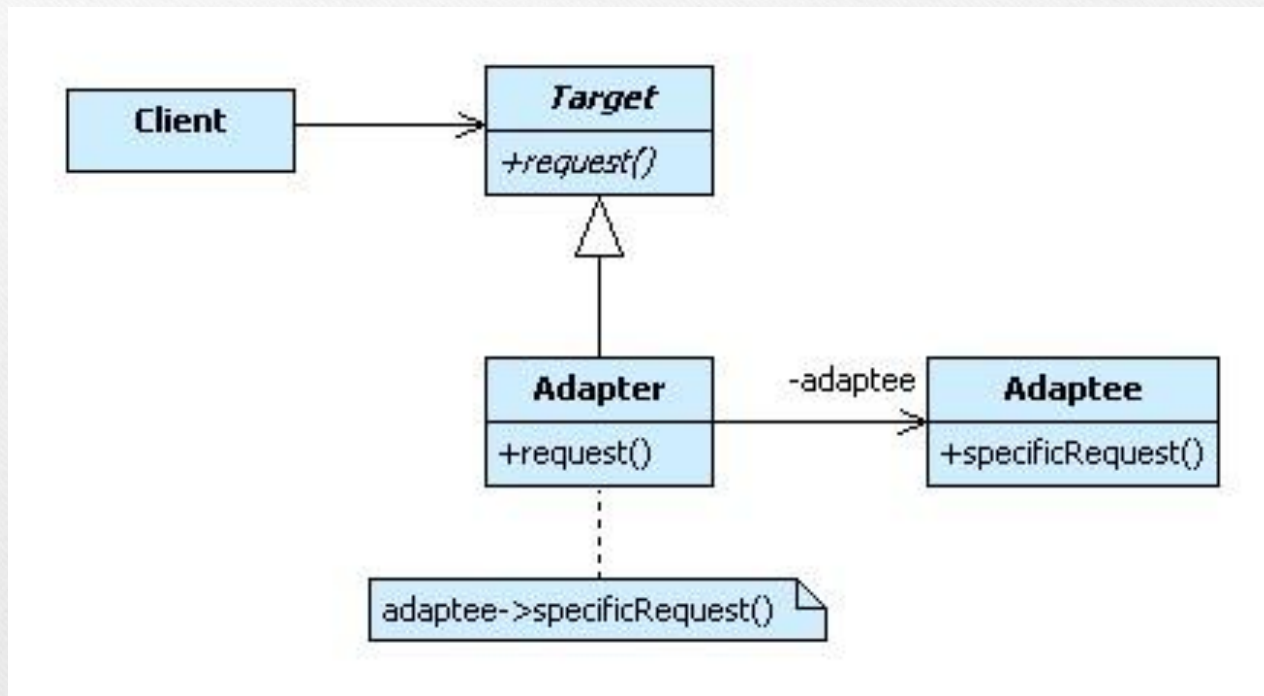 Client
Target
+request()
Adapter
+request()
-adaptee
Adaptee
+specificRequest()
adaptee->specificRequest()